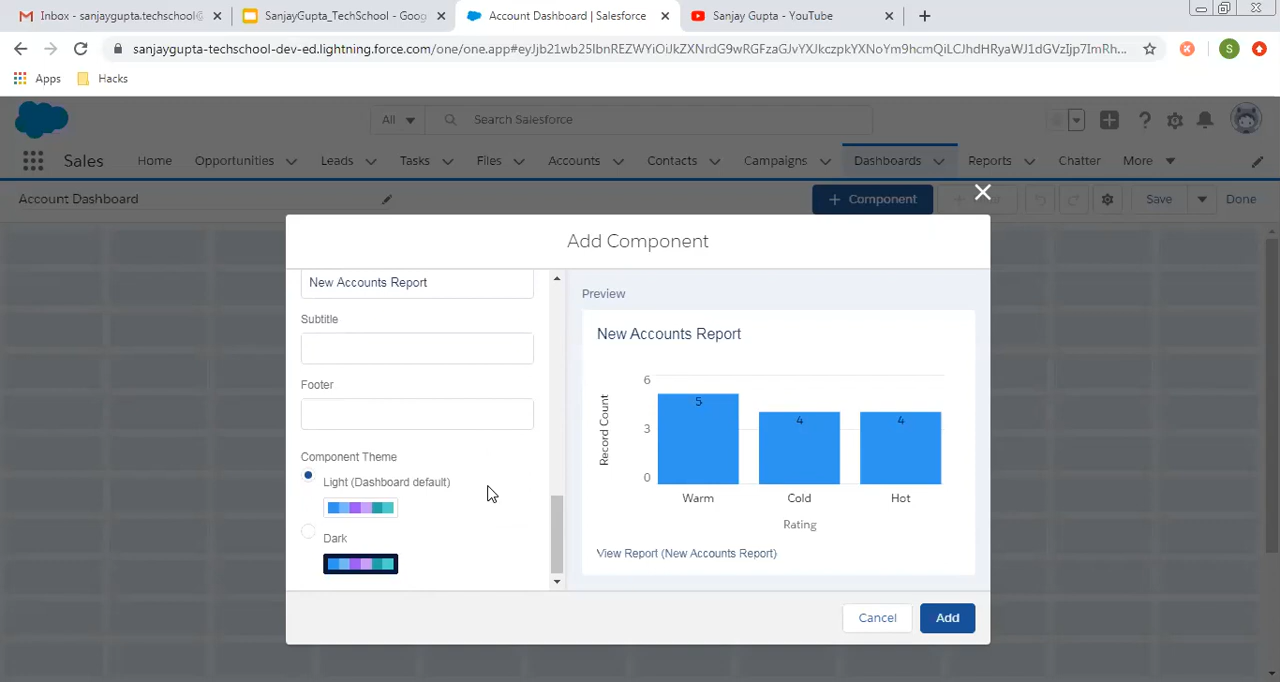 Inbox - sanjaygupta.techschool@
SanjayGupta_TechSchool - Goog
Account Dashboard | Salesforce
Sanjay Gupta - YouTube
sanjaygupta-techschool-dev-ed.lightning.force.com/one/one.app#eyJjb21wb25lbnREZWYiOiJkZXNrdG9wRGFzaGJvYXJkczpkYXNoYm9hcmQiLCJhdHRyaWJ1dGVzIjp7ImRh...
S
Apps
Hacks
All
Search Salesforce
Sales
Home
Opportunities
Leads
Tasks
Files
Accounts
Contacts
Campaigns
Dashboards
Reports
Chatter
More
Account Dashboard
+ Component
Save
Done
Add Component
New Accounts Report
Subtitle
Footer
Component Theme
Light (Dashboard default)
Dark
Preview
New Accounts Report
Record Count
6
3
0
5
4
4
Warm
Cold
Hot
Rating
View Report (New Accounts Report)
Cancel
Add